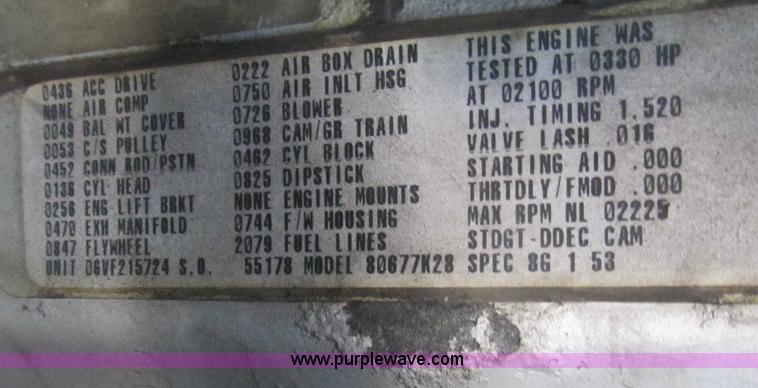 0436 ACC DRIVE
NONE AIR COMP
0049 BAL WT COVER
0053 C/S PULLEY
0452 CONN ROD/PSTN
0136 CYL HEAD
0256 ENG LIFT BRKT
0470 EXH MANIFOLD
0847 FLYWHEEL
0222 AIR BOX DRAIN
0750 AIR INLT HSG
0726 BLOWER
0968 CAM/GR TRAIN
0462 CYL BLOCK
0825 DIPSTICK
NONE ENGINE MOUNTS
0744 F/W HOUSING
2079 FUEL LINES
THIS ENGINE WAS
TESTED AT 0330 HP
AT 02100 RPM
INJ. TIMING 1.520
VALVE LASH .016
STARTING AID .000
THRTDLY/FMOD .000
MAX RPM NL 02225
STDGT-DDEC CAM
UNIT 06VF215724 S.O. 55178 MODEL 80677K28 SPEC 8G 1 53
www.purplewave.com